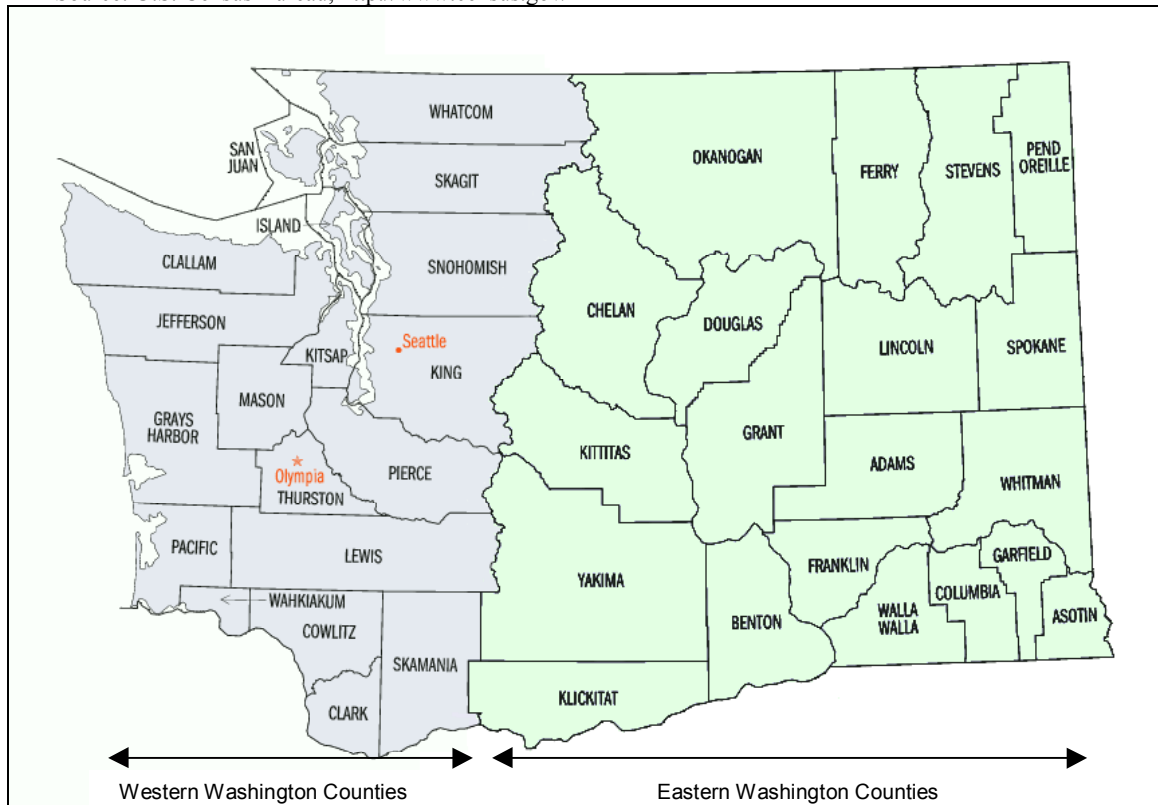 WHATCOM
SAN
JUAN
SKAGIT
ISLAND
SNOHOMISH
CLALLAM
JEFFERSON
KITSAP
Seattle
KING
MASON
GRAYS
HARBOR
Olympia
THURSTON
PIERCE
PACIFIC
LEWIS
WAHKIAKUM
COWLITZ
SKAMANIA
CLARK
OKANOGAN
FERRY
STEVENS
PEND
OREILLE
CHELAN
DOUGLAS
LINCOLN
SPOKANE
KITTITAS
GRANT
ADAMS
WHITMAN
YAKIMA
BENTON
FRANKLIN
WALLA
WALLA
COLUMBIA
GARFIELD
ASOTIN
KLICKITAT
Western Washington Counties
Eastern Washington Counties